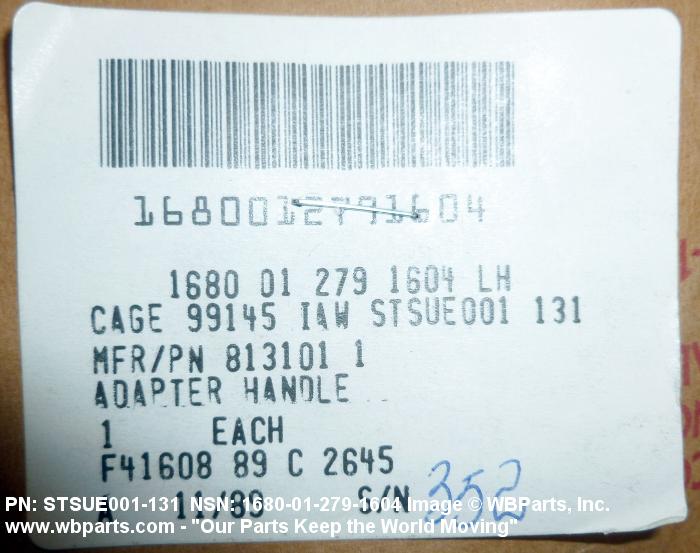 1680012791604
1680 01 279 1604 LH
CAGE 99145 IAW STSUE001 131
MFR/PN 813101 1
ADAPTER HANDLE
1 EACH
F41608 89 C 2645
A 11/89 S/N 352
PN: STSUE001-131 NSN: 1680-01-279-1604 Image © WBParts, Inc.
www.wbparts.com - "Our Parts Keep the World Moving"